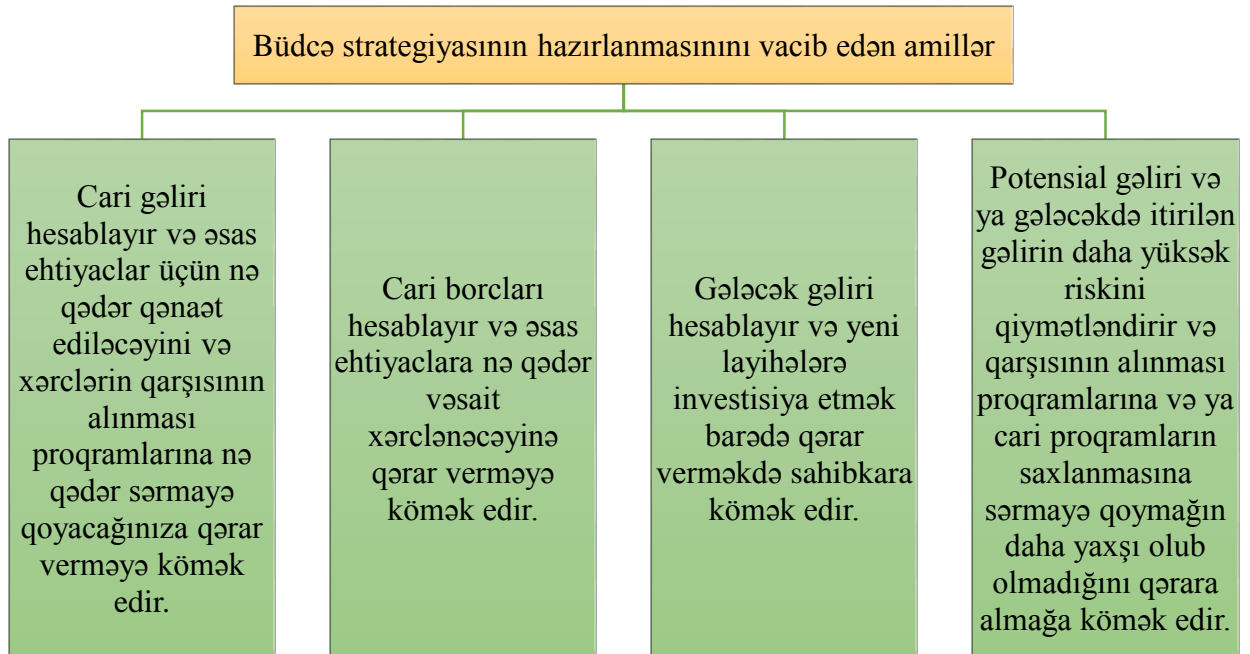 Büdcə strategiyasının hazırlanmasınını vacib edən amillər
Cari gəliri
hesablayır və əsas
ehtiyaclar üçün nə
qədər qənaət
ediləcəyini və
xərclərin qarşısının
alınması
proqramlarına nə
qədər sərmayə
qoyacağınıza qərar
verməyə kömək
edir.
Cari borcları
hesablayır və əsas
ehtiyaclara nə qədər
vəsait
xərclənəcəyinə
qərar verməyə
kömək edir.
Gələcək gəliri
hesablayır və yeni
layihələrə
investisiya etmək
barədə qərar
verməkdə sahibkara
kömək edir.
Potensial gəliri və
ya gələcəkdə itirilən
gəlirin daha yüksək
riskini
qiymətləndirir və
qarşısının alınması
proqramlarına və ya
cari proqramların
saxlanmasına
sərmayə qoymağın
daha yaxşı olub
olmadığını qərara
almağa kömək edir.